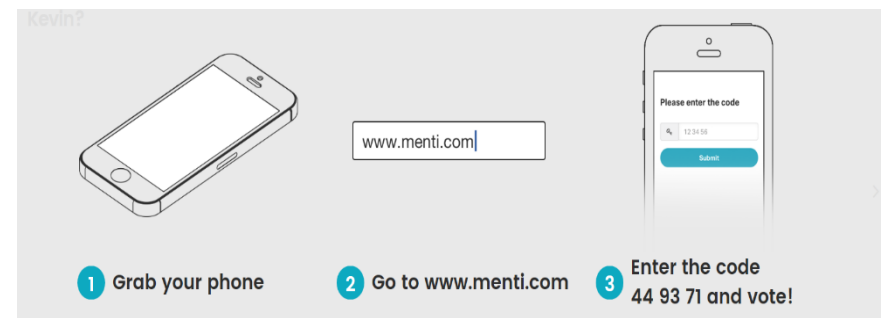 Kevin?
www.menti.com
Please enter the code
12 34 56
Submit
1 Grab your phone
2 Go to www.menti.com
3 Enter the code
44 93 71 and vote!